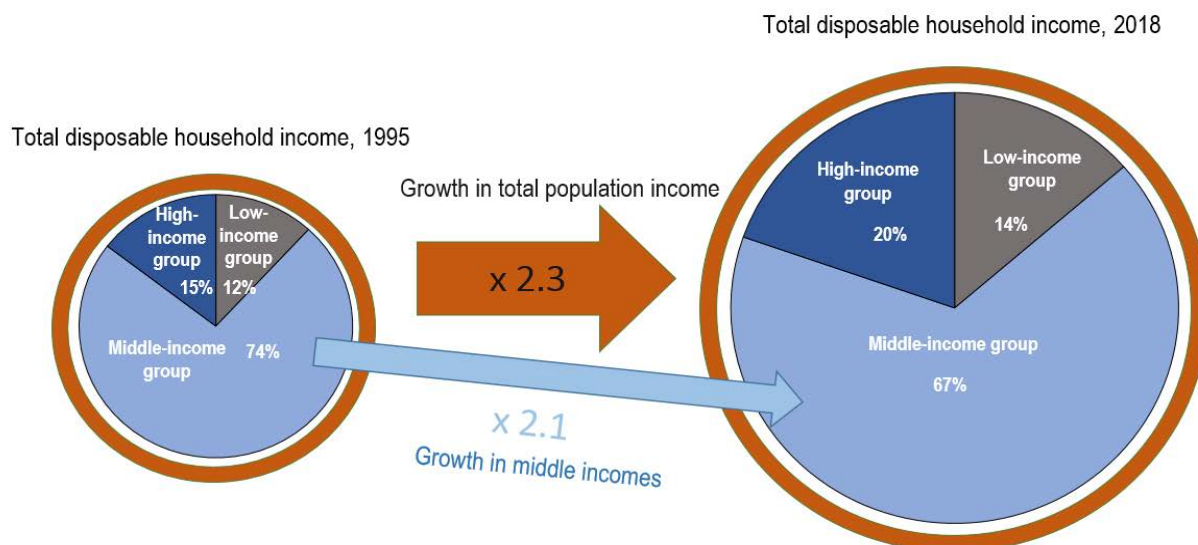 Total disposable household income, 1995
High-
income
group
15%
Low-
income
group
12%
Middle-income
group
74%
Growth in total population income
x 2.3
x 2.1
Growth in middle incomes
Total disposable household income, 2018
High-income
group
20%
Low-income
group
14%
Middle-income group
67%